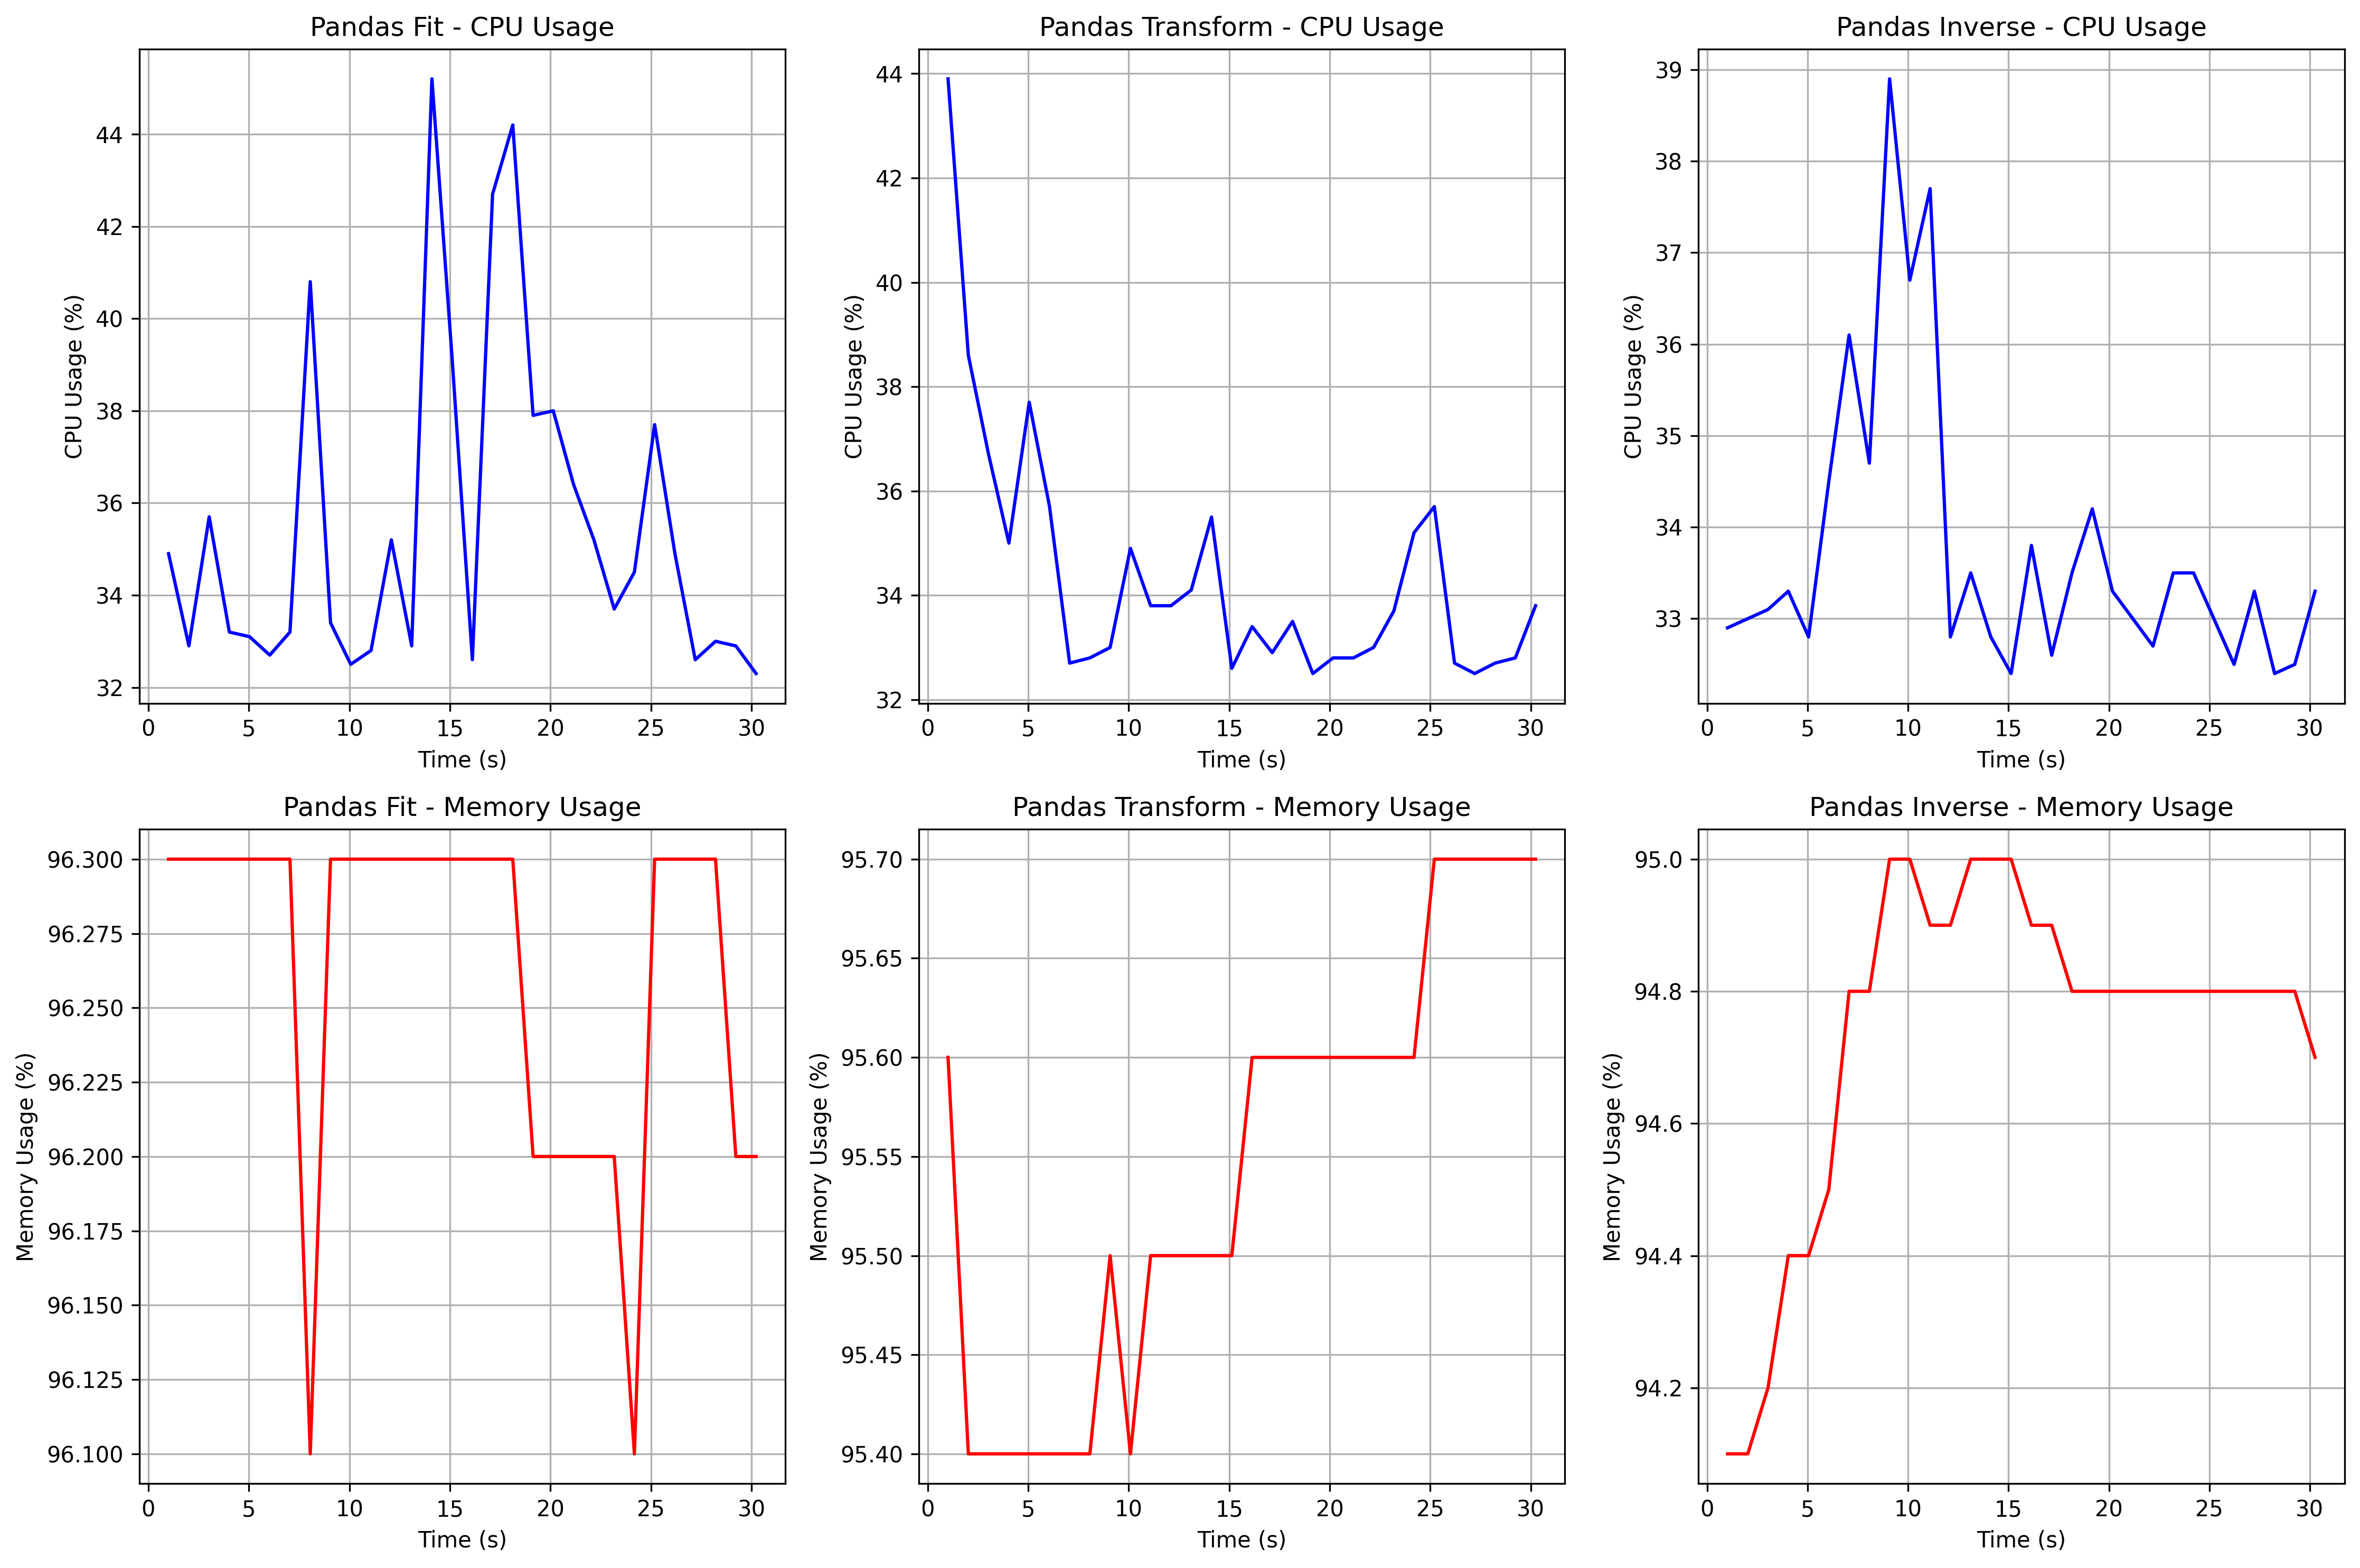 Pandas Fit - CPU Usage
CPU Usage (%)
44
42
40
38
36
34
32
0 5 10 15 20 25 30
Time (s)
Pandas Transform - CPU Usage
CPU Usage (%)
44
42
40
38
36
34
32
0 5 10 15 20 25 30
Time (s)
Pandas Inverse - CPU Usage
CPU Usage (%)
39
38
37
36
35
34
33
0 5 10 15 20 25 30
Time (s)
Pandas Fit - Memory Usage
Memory Usage (%)
96.300
96.275
96.250
96.225
96.200
96.175
96.150
96.125
96.100
0 5 10 15 20 25 30
Time (s)
Pandas Transform - Memory Usage
Memory Usage (%)
95.70
95.65
95.60
95.55
95.50
95.45
95.40
0 5 10 15 20 25 30
Time (s)
Pandas Inverse - Memory Usage
Memory Usage (%)
95.0
94.8
94.6
94.4
94.2
0 5 10 15 20 25 30
Time (s)